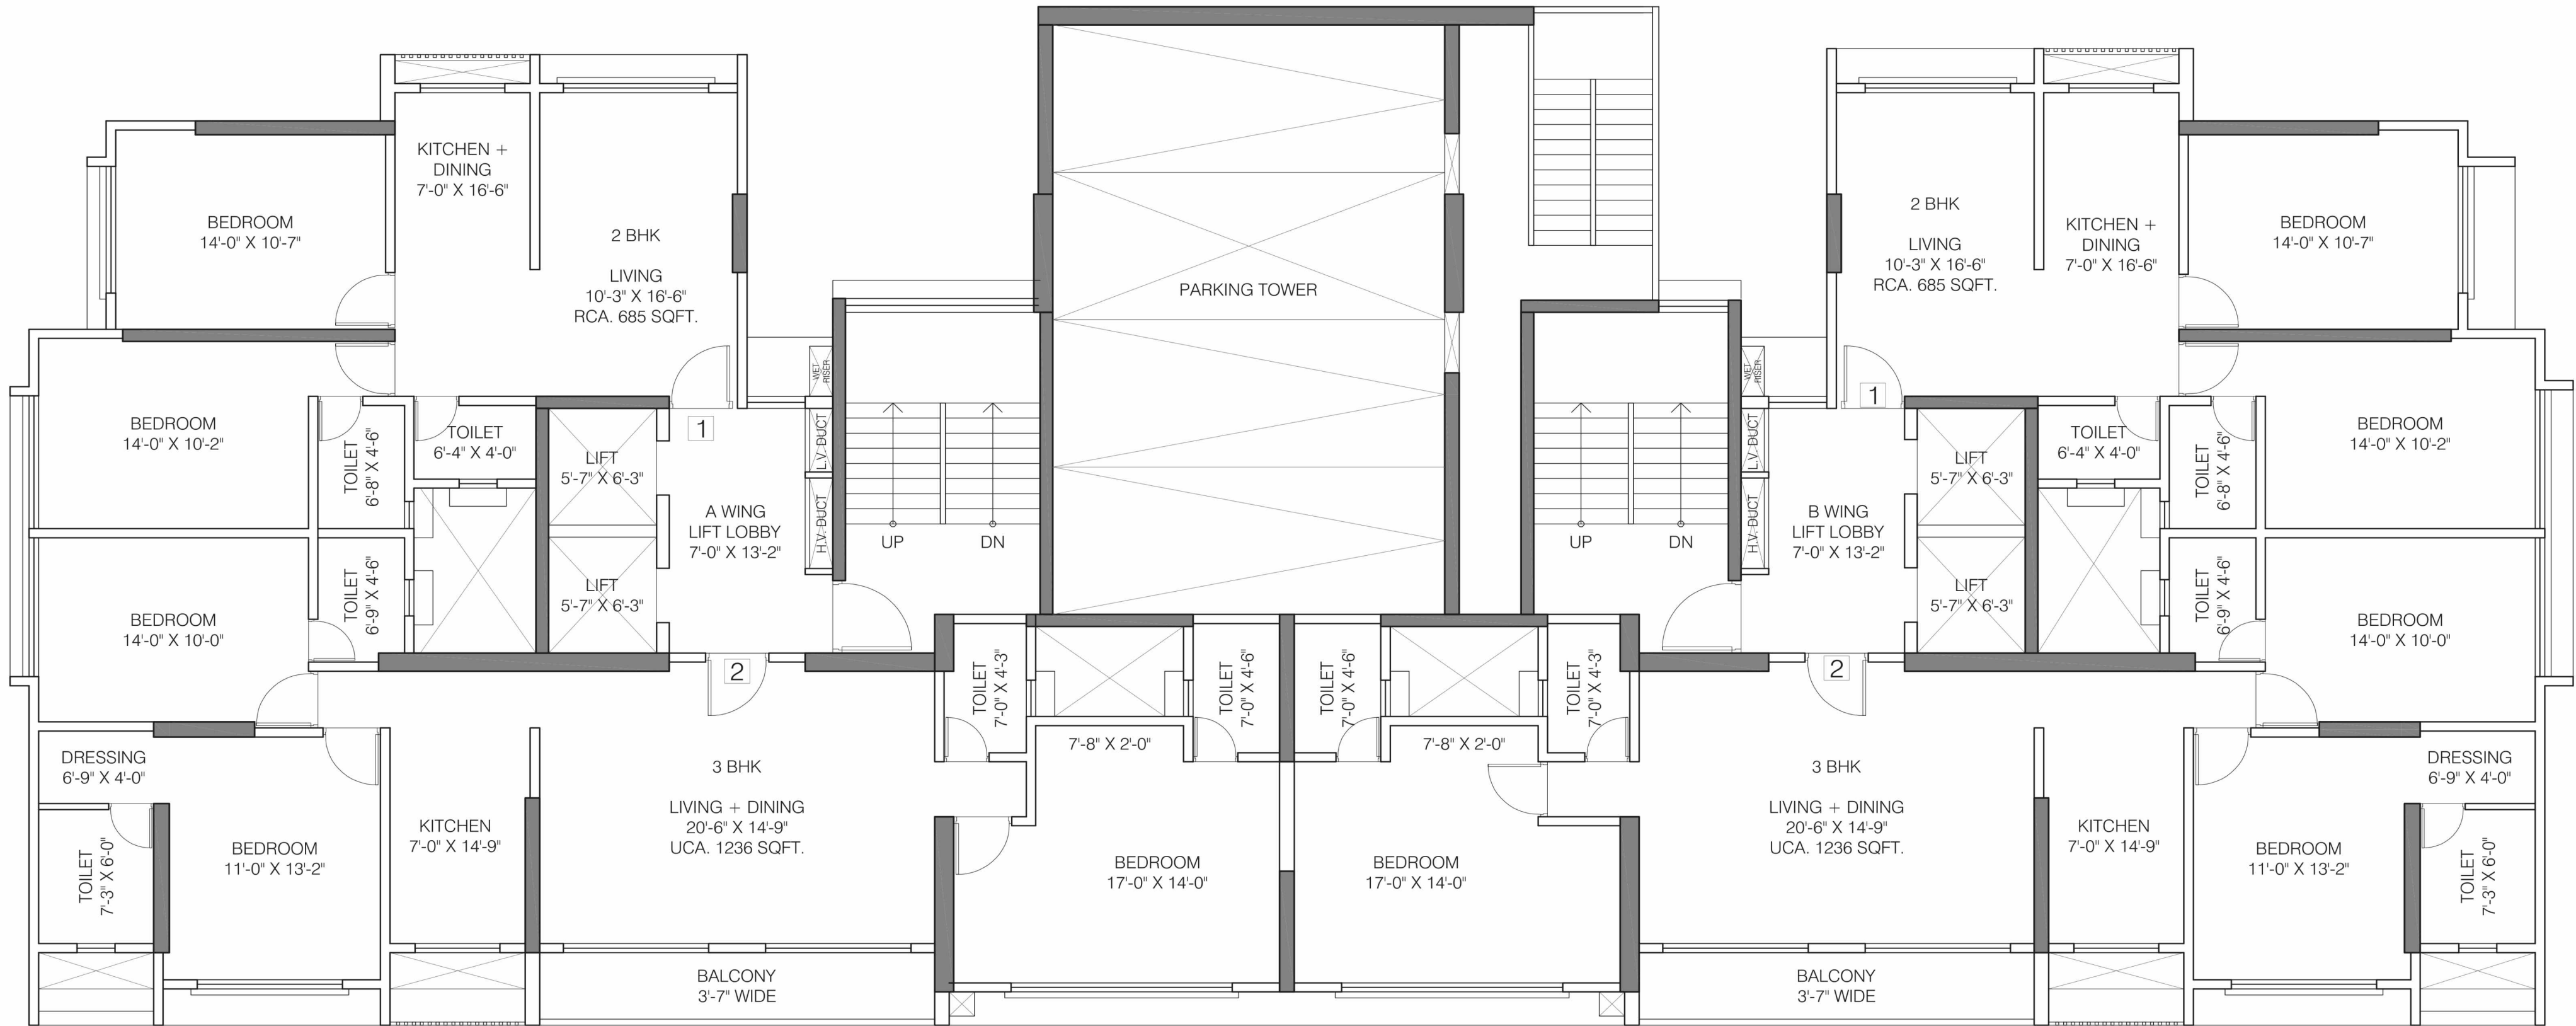 KITCHEN +
DINING
7'-0" X 16'-6"
BEDROOM
14'-0" X 10'-7"
2 BHK
LIVING
10'-3" X 16'-6"
RCA. 685 SQFT.
PARKING TOWER
2 BHK
LIVING
10'-3" X 16'-6"
RCA. 685 SQFT.
KITCHEN +
DINING
7'-0" X 16'-6"
BEDROOM
14'-0" X 10'-7"
WET
RISER
WET
RISER
BEDROOM
14'-0" X 10'-2"
TOILET
6'-8" X 4'-6"
TOILET
6'-4" X 4'-0"
LIFT
5'-7" X 6'-3"
1
L.V. DUCT
H.V. DUCT
A WING
LIFT LOBBY
7'-0" X 13'-2"
UP
DN
UP
DN
L.V. DUCT
H.V. DUCT
1
B WING
LIFT LOBBY
7'-0" X 13'-2"
LIFT
5'-7" X 6'-3"
TOILET
6'-4" X 4'-0"
TOILET
6'-8" X 4'-6"
BEDROOM
14'-0" X 10'-2"
BEDROOM
14'-0" X 10'-0"
TOILET
6'-9" X 4'-6"
LIFT
5'-7" X 6'-3"
LIFT
5'-7" X 6'-3"
TOILET
6'-9" X 4'-6"
BEDROOM
14'-0" X 10'-0"
2
TOILET
7'-0" X 4'-3"
TOILET
7'-0" X 4'-6"
TOILET
7'-0" X 4'-6"
TOILET
7'-0" X 4'-3"
2
7'-8" X 2'-0"
7'-8" X 2'-0"
DRESSING
6'-9" X 4'-0"
TOILET
7'-3" X 6'-0"
BEDROOM
11'-0" X 13'-2"
KITCHEN
7'-0" X 14'-9"
3 BHK
LIVING + DINING
20'-6" X 14'-9"
UCA. 1236 SQFT.
BEDROOM
17'-0" X 14'-0"
BEDROOM
17'-0" X 14'-0"
3 BHK
LIVING + DINING
20'-6" X 14'-9"
UCA. 1236 SQFT.
KITCHEN
7'-0" X 14'-9"
BEDROOM
11'-0" X 13'-2"
DRESSING
6'-9" X 4'-0"
TOILET
7'-3" X 6'-0"
BALCONY
3'-7" WIDE
BALCONY
3'-7" WIDE